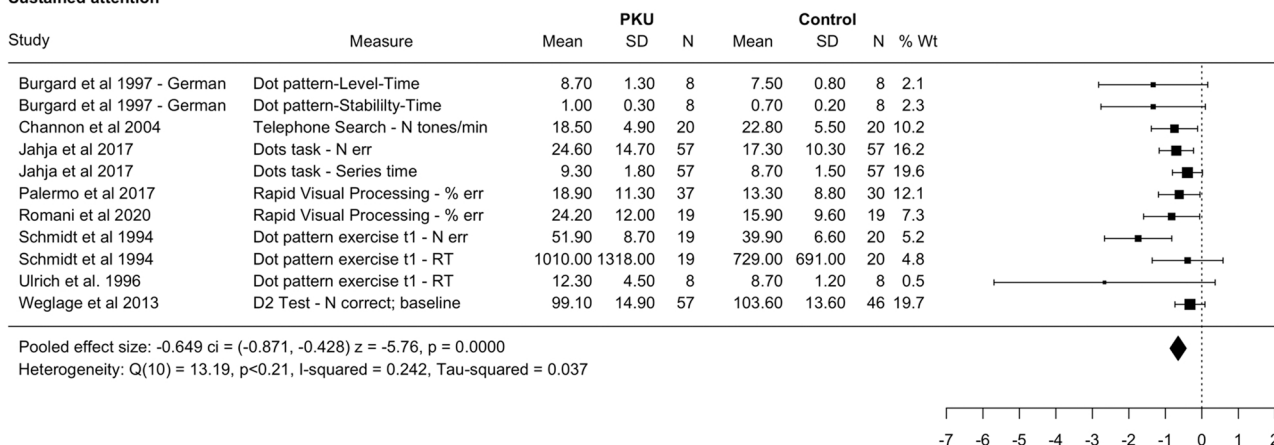 Sustained attention
PKU Control
Study Measure Mean SD N Mean SD N % Wt
Burgard et al 1997 - German Dot pattern-Level-Time 8.70 1.30 8 7.50 0.80 8 2.1
Burgard et al 1997 - German Dot pattern-Stabililty-Time 1.00 0.30 8 0.70 0.20 8 2.3
Channon et al 2004 Telephone Search - N tones/min 18.50 4.90 20 22.80 5.50 20 10.2
Jahja et al 2017 Dots task - N err 24.60 14.70 57 17.30 10.30 57 16.2
Jahja et al 2017 Dots task - Series time 9.30 1.80 57 8.70 1.50 57 19.6
Palermo et al 2017 Rapid Visual Processing - % err 18.90 11.30 37 13.30 8.80 30 12.1
Romani et al 2020 Rapid Visual Processing - % err 24.20 12.00 19 15.90 9.60 19 7.3
Schmidt et al 1994 Dot pattern exercise t1 - N err 51.90 8.70 19 39.90 6.60 20 5.2
Schmidt et al 1994 Dot pattern exercise t1 - RT 1010.00 1318.00 19 729.00 691.00 20 4.8
Ulrich et al. 1996 Dot pattern exercise t1 - RT 12.30 4.50 8 8.70 1.20 8 0.5
Weglage et al 2013 D2 Test - N correct; baseline 99.10 14.90 57 103.60 13.60 46 19.7
Pooled effect size: -0.649 ci = (-0.871, -0.428) z = -5.76, p = 0.0000
Heterogeneity: Q(10) = 13.19, p<0.21, I-squared = 0.242, Tau-squared = 0.037
-7 -6 -5 -4 -3 -2 -1 0 1 2